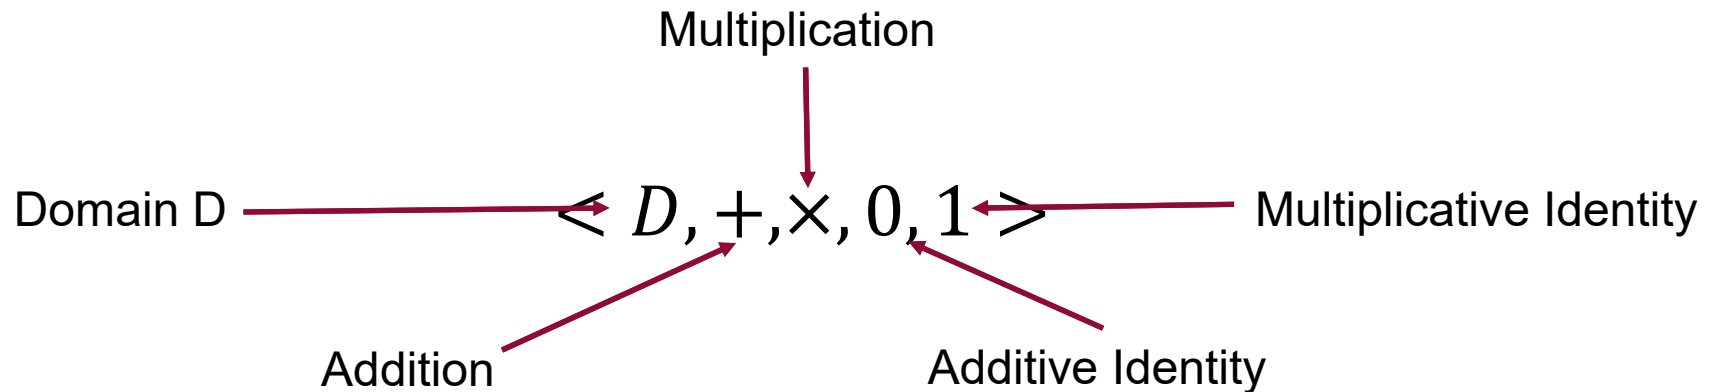 Multiplication
Domain D
< D, +,×, 0, 1 >
Multiplicative Identity
Addition
Additive Identity